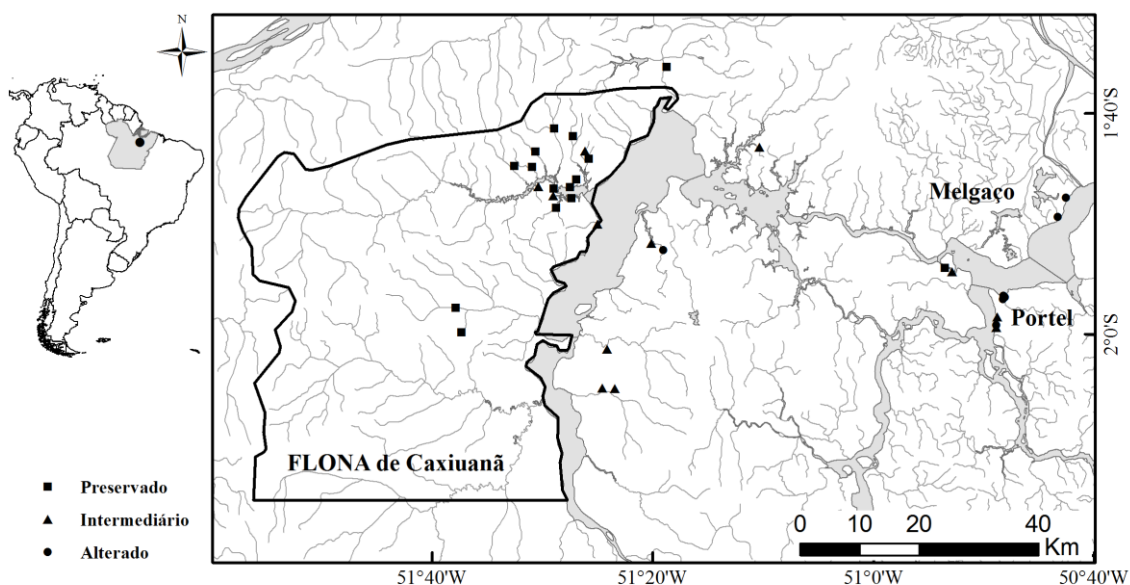 N
1°40'S
Melgaço
Portel
2°0'S
FLONA de Caxiuanã
Preservado
Intermediário
Alterado
0 10 20 40
Km
51°40'W 51°20'W 51°0'W 50°40'W